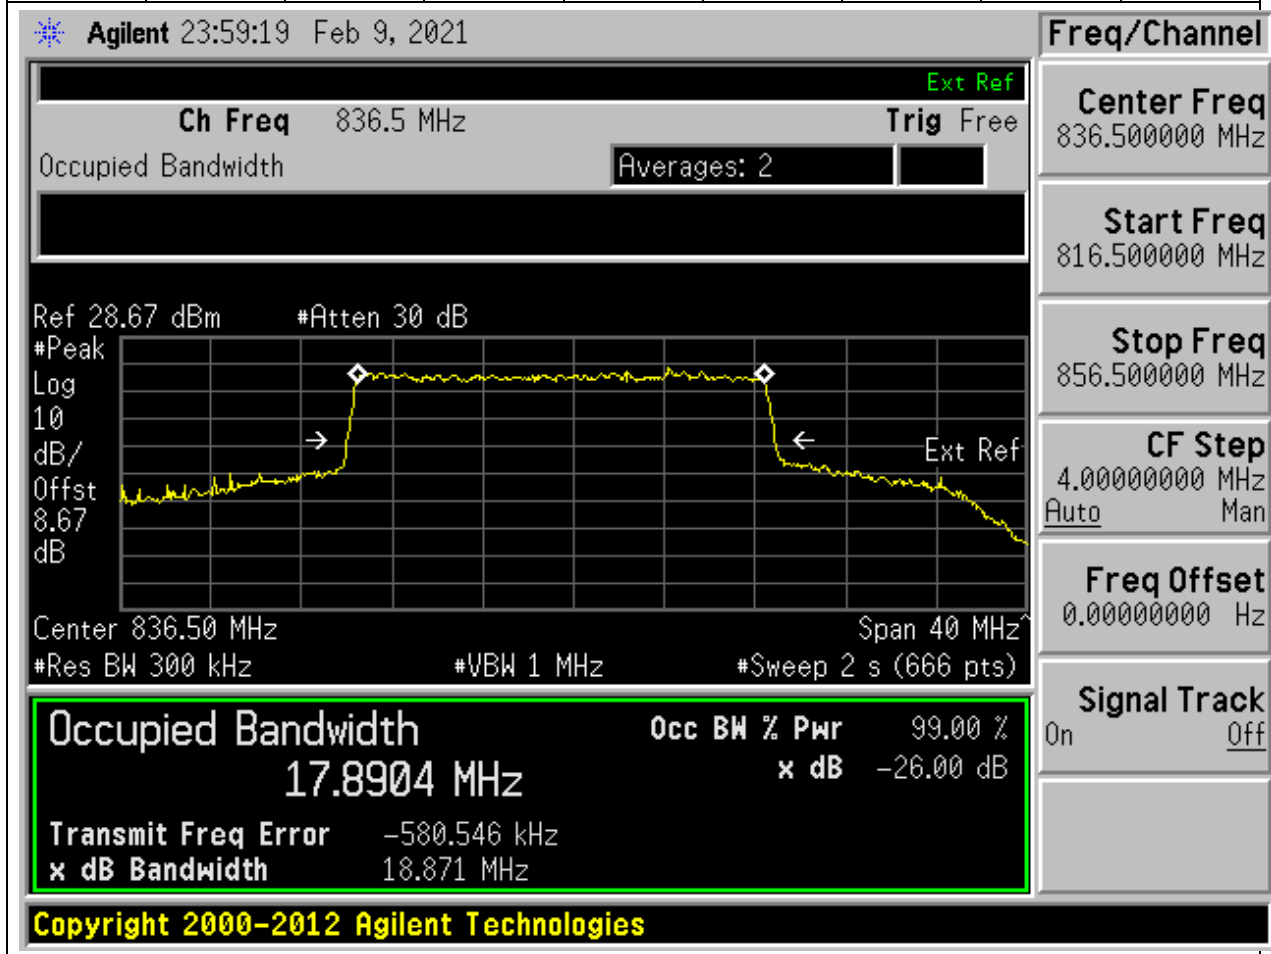 Agilent 23:59:19 Feb 9, 2021
Freq/Channel
Ext Ref
Ch Freq 836.5 MHz Trig Free
Occupied Bandwidth Averages: 2
Center Freq
836.500000 MHz
Start Freq
816.500000 MHz
Stop Freq
856.500000 MHz
CF Step
4.00000000 MHz
Auto Man
Freq Offset
0.00000000 Hz
Signal Track
On Off
Ref 28.67 dBm #Atten 30 dB
#Peak
Log
10
dB/
Offst
8.67
dB
Ext Ref
Center 836.50 MHz Span 40 MHz^
#Res BW 300 kHz #VBW 1 MHz #Sweep 2 s (666 pts)
Occupied Bandwidth
17.8904 MHz
Occ BW % Pwr 99.00 %
x dB -26.00 dB
Transmit Freq Error -580.546 kHz
x dB Bandwidth 18.871 MHz
Copyright 2000-2012 Agilent Technologies